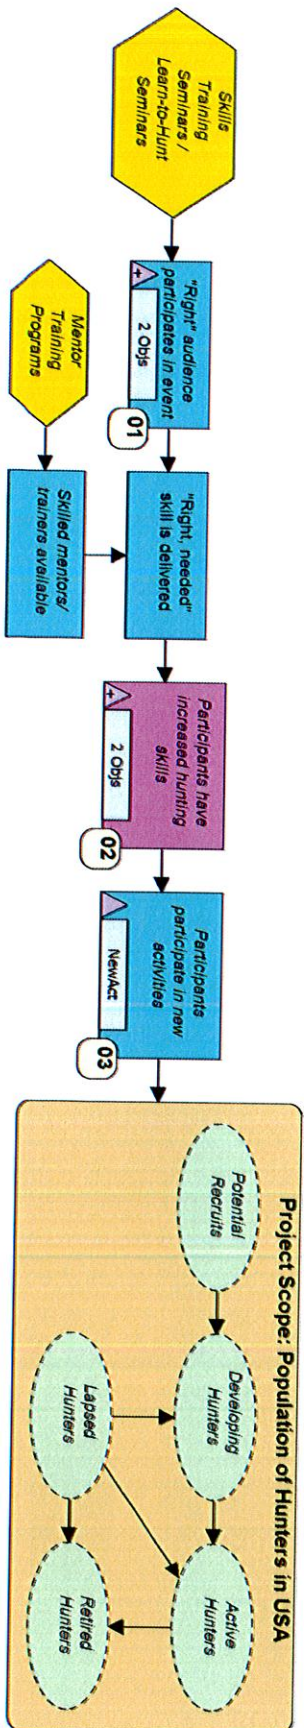 Skills
Training
Seminars /
Learn-to-Hunt
Seminars
"Right" audience
participates in event
+
2 Objs
01
Mentor
Training
Programs
"Right, needed"
skill is delivered
Skilled mentors/
trainers available
Participants have
increased hunting
skills
+
2 Objs
02
Participants
participate in new
activities
NewAct
03
Project Scope: Population of Hunters in USA
Potential
Recruits
Developing
Hunters
Active
Hunters
Lapsed
Hunters
Retired
Hunters